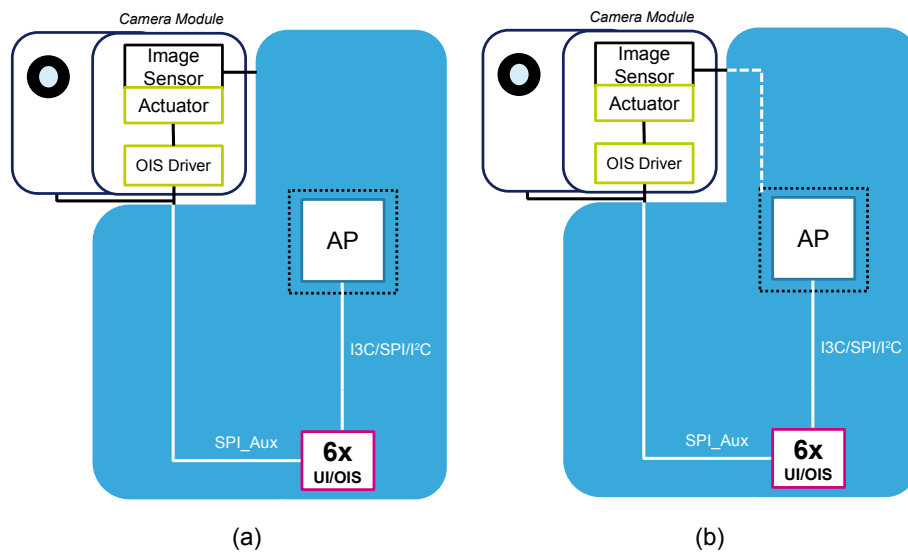 Camera Module
Image
Sensor
Actuator
OIS Driver
AP
I3C/SPI/I²C
SPI_Aux
6x
UI/OIS
(a)
Camera Module
Image
Sensor
Actuator
OIS Driver
AP
I3C/SPI/I²C
SPI_Aux
6x
UI/OIS
(b)